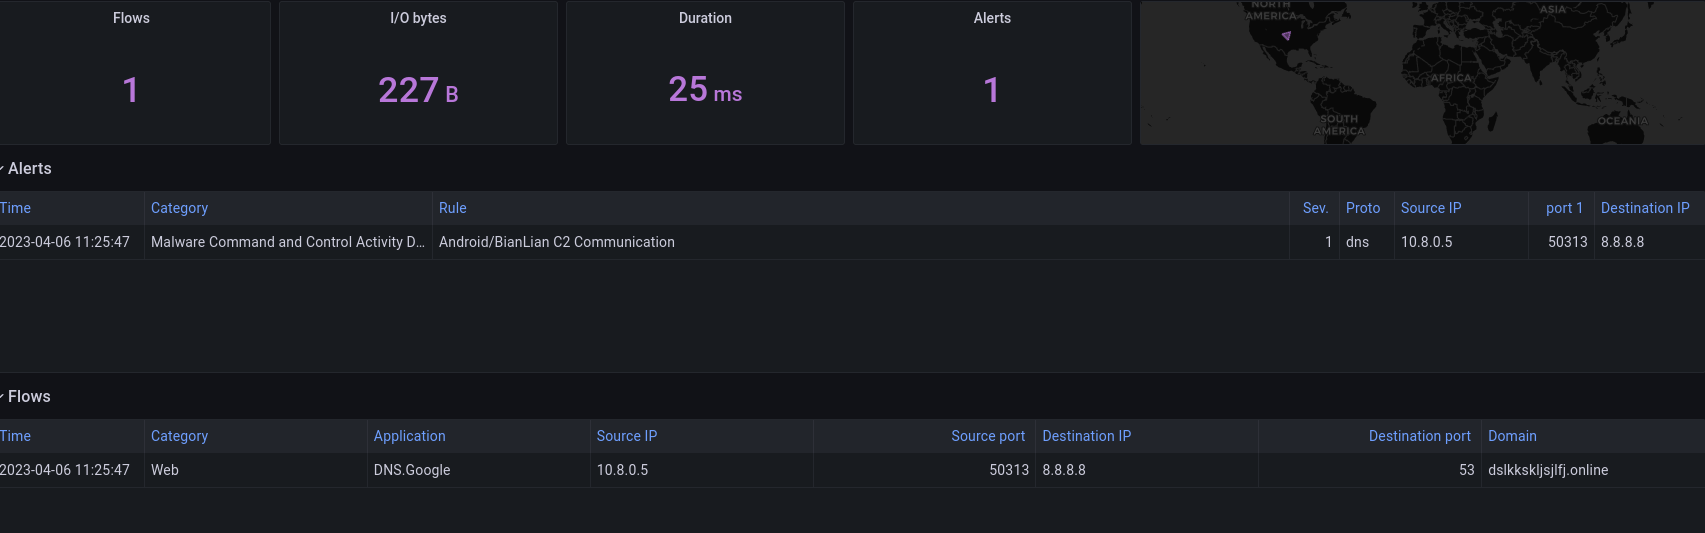 Flows
I/O bytes
Duration
Alerts
1
227 B
25 ms
1
NORTH
AMERICA
ASIA
AFRICA
SOUTH
AMERICA
OCEANIA
Alerts
Time Category Rule Sev. Proto Source IP port 1 Destination IP
2023-04-06 11:25:47 Malware Command and Control Activity D... Android/BianLian C2 Communication 1 dns 10.8.0.5 50313 8.8.8.8
Flows
Time Category Application Source IP Source port Destination IP Destination port Domain
2023-04-06 11:25:47 Web DNS.Google 10.8.0.5 50313 8.8.8.8 53 dslkkskljsjlfj.online